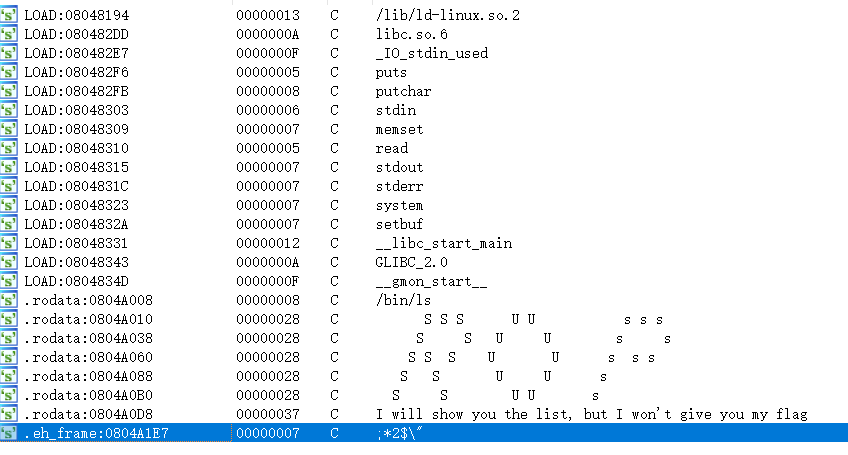 's' LOAD:08048194 00000013 C /lib/ld-linux.so.2
's' LOAD:080482DD 0000000A C libc.so.6
's' LOAD:080482E7 0000000F C _IO_stdin_used
's' LOAD:080482F6 00000005 C puts
's' LOAD:080482FB 00000008 C putchar
's' LOAD:08048303 00000006 C stdin
's' LOAD:08048309 00000007 C memset
's' LOAD:08048310 00000005 C read
's' LOAD:08048315 00000007 C stdout
's' LOAD:0804831C 00000007 C stderr
's' LOAD:08048323 00000007 C system
's' LOAD:0804832A 00000007 C setbuf
's' LOAD:08048331 00000012 C __libc_start_main
's' LOAD:08048343 0000000A C GLIBC_2.0
's' LOAD:0804834D 0000000F C __gmon_start__
's' .rodata:0804A008 00000008 C /bin/ls
's' .rodata:0804A010 00000028 C S S S U U s s s
's' .rodata:0804A038 00000028 C S S U U s s
's' .rodata:0804A060 00000028 C S S S U U s s s
's' .rodata:0804A088 00000028 C S S U U s
's' .rodata:0804A0B0 00000028 C S S U U s
's' .rodata:0804A0D8 00000037 C I will show you the list, but I won't give you my flag
's' .eh_frame:0804A1E7 00000007 C ;*2$\"